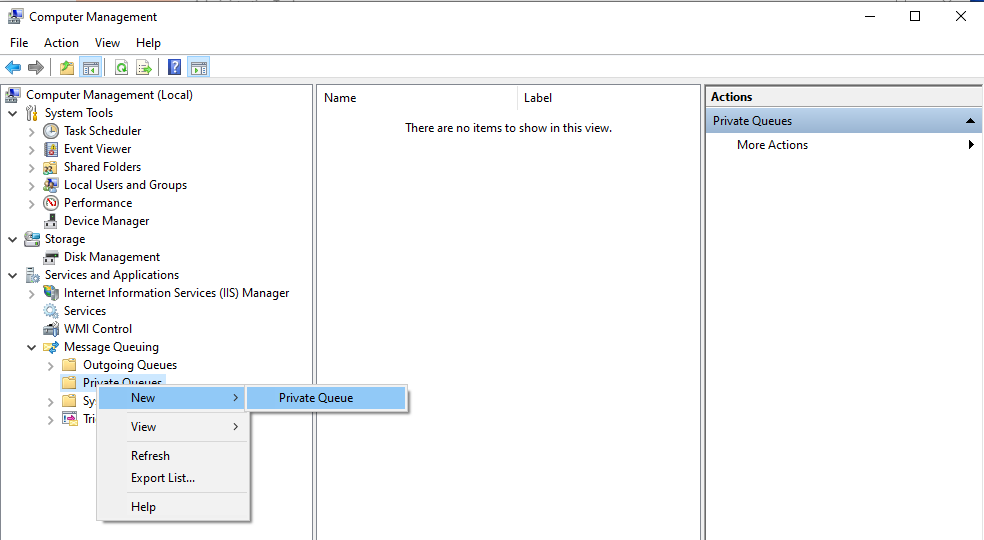 Computer Management
File Action View Help
Computer Management (Local)
System Tools
Task Scheduler
Event Viewer
Shared Folders
Local Users and Groups
Performance
Device Manager
Storage
Disk Management
Services and Applications
Internet Information Services (IIS) Manager
Services
WMI Control
Message Queuing
Outgoing Queues
Private Queues
Sy
Tri
New
Private Queue
View
Refresh
Export List...
Help
Name Label
There are no items to show in this view.
Actions
Private Queues
More Actions